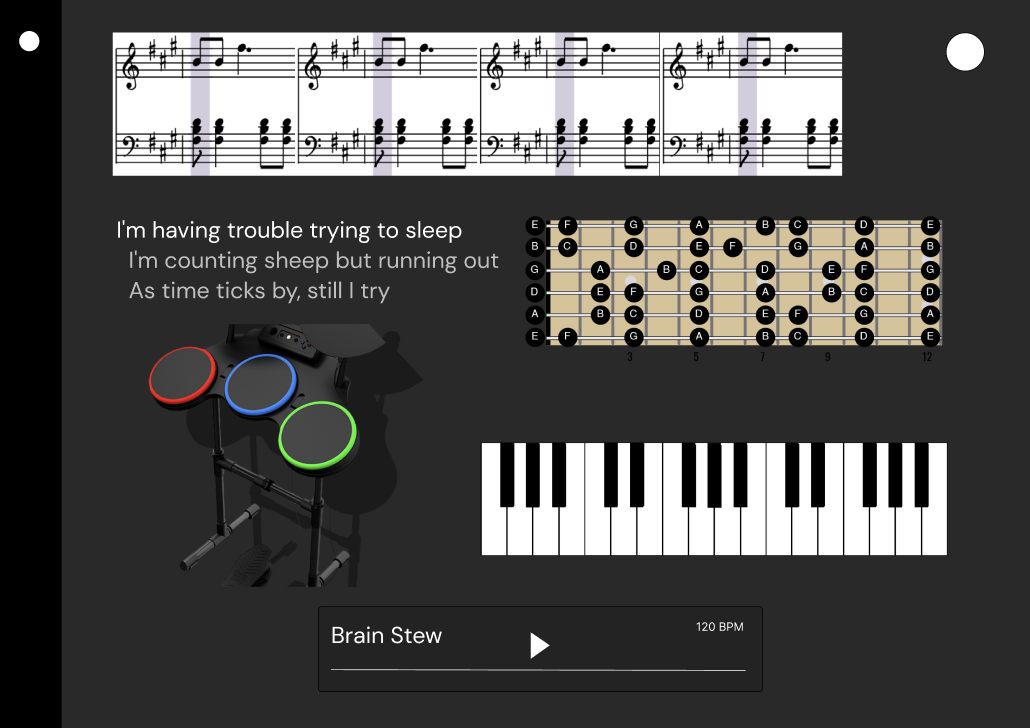 I'm having trouble trying to sleep
I'm counting sheep but running out
As time ticks by, still I try
E F G A B C D E
B C D E F G A B
G A B C D E F G
D E F G A B C D
A B C D E F G A
E F G A B C D E
3 5 7 9 12
Brain Stew
120 BPM